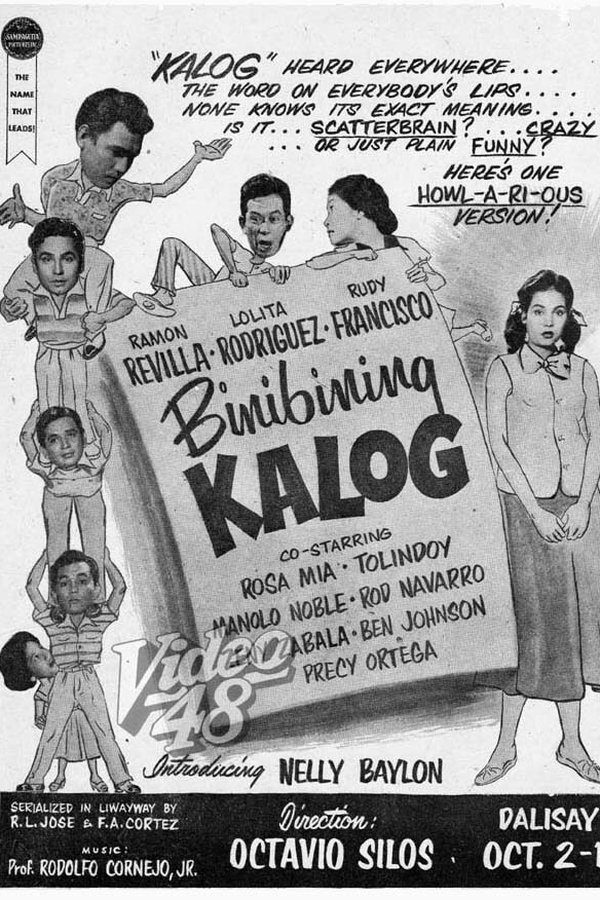 SAMPAGUITA
PICTURES, INC.
THE
NAME
THAT
LEADS!
"KALOG" HEARD EVERYWHERE....
THE WORD ON EVERYBODY'S LIPS....
NONE KNOWS ITS EXACT MEANING....
IS IT... SCATTERBRAIN? ...CRAZY
... OR JUST PLAIN FUNNY?
HERE'S ONE
HOWL-A-RI-OUS
VERSION!
RAMON REVILLA · LOLITA RODRIGUEZ · RUDY FRANCISCO
Binibining
KALOG
CO-STARRING
ROSA MIA · TOLINDOY
MANOLO NOBLE · ROD NAVARRO
ZABALA · BEN JOHNSON
PRECY ORTEGA
Video
48
Introducing NELLY BAYLON
SERIALIZED IN LIWAYWAY BY
R.L. JOSE & F.A. CORTEZ
MUSIC:
Prof. RODOLFO CORNEJO, JR.
Direction:
OCTAVIO SILOS .
DALISAY
OCT. 2-1